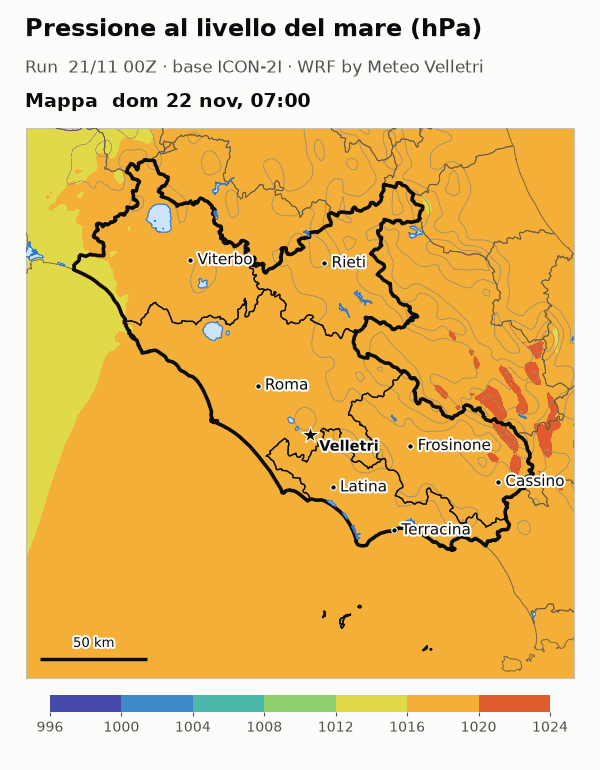 Pressione al livello del mare (hPa)
Run  21/11 00Z · base ICON-2I · WRF by Meteo Velletri
Mappa  dom 22 nov, 07:00
Viterbo
Rieti
Roma
Velletri
Frosinone
Latina
Cassino
Terracina
50 km
996 1000 1004 1008 1012 1016 1020 1024